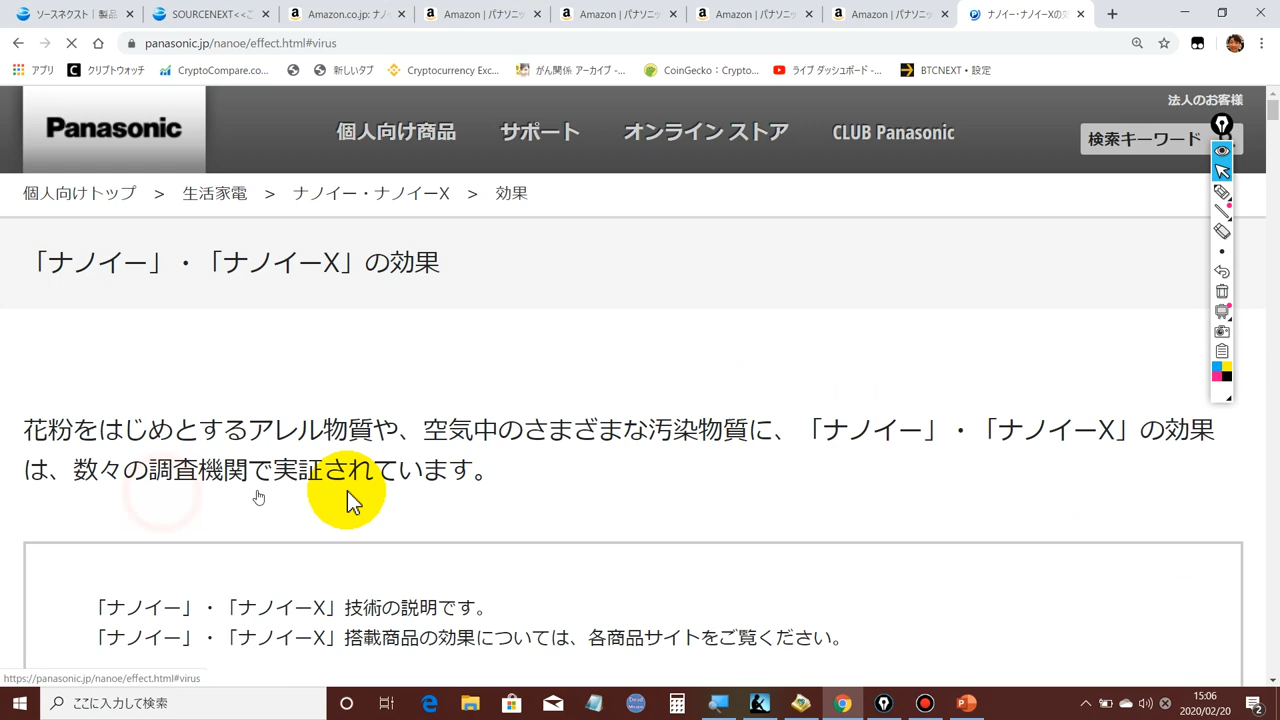 ソースネクスト | 製品
SOURCENEXT<<ご
Amazon.co.jp: ナノイ
Amazon | パナソニッ
Amazon | パナソニッ
Amazon | パナソニッ
Amazon | パナソニッ
ナノイー・ナノイーXの効
panasonic.jp/nanoe/effect.html#virus
アプリ
クリプトウォッチ
CryptoCompare.co...
新しいタブ
Cryptocurrency Exc...
がん関係 アーカイブ -...
CoinGecko：Crypto...
ライブ ダッシュボード -...
BTCNEXT・設定
法人のお客様
Panasonic
個人向け商品
サポート
オンライン ストア
CLUB Panasonic
検索キーワード
個人向けトップ > 生活家電 > ナノイー・ナノイーX > 効果
「ナノイー」・「ナノイーX」の効果
花粉をはじめとするアレル物質や、空気中のさまざまな汚染物質に、「ナノイー」・「ナノイーX」の効果
は、数々の調査機関で実証されています。
「ナノイー」・「ナノイーX」技術の説明です。
「ナノイー」・「ナノイーX」搭載商品の効果については、各商品サイトをご覧ください。
https://panasonic.jp/nanoe/effect.html#virus
ここに入力して検索
15:06
2020/02/20
2